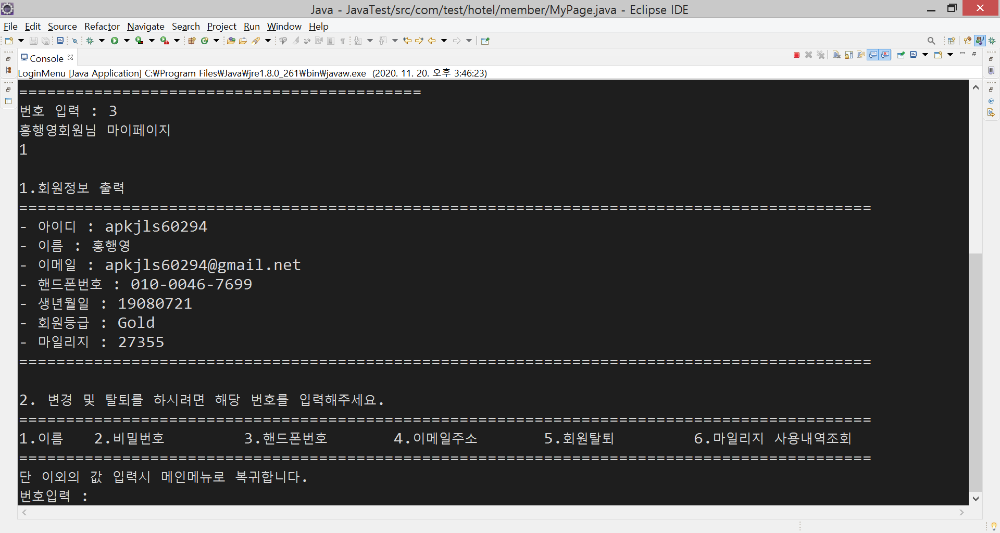 Java - JavaTest/src/com/test/hotel/member/MyPage.java - Eclipse IDE
File Edit Source Refactor Navigate Search Project Run Window Help
Console
LoginMenu [Java Application] C:₩Program Files₩Java₩jre1.8.0_261₩bin₩javaw.exe (2020. 11. 20. 오후 3:46:23)
===========================================
번호 입력 : 3
홍행영회원님 마이페이지
1
1.회원정보 출력
===========================================================================================
- 아이디 : apkjls60294
- 이름 : 홍행영
- 이메일 : apkjls60294@gmail.net
- 핸드폰번호 : 010-0046-7699
- 생년월일 : 19080721
- 회원등급 : Gold
- 마일리지 : 27355
===========================================================================================
2. 변경 및 탈퇴를 하시려면 해당 번호를 입력해주세요.
===========================================================================================
1.이름 2.비밀번호 3.핸드폰번호 4.이메일주소 5.회원탈퇴 6.마일리지 사용내역조회
===========================================================================================
단 이외의 값 입력시 메인메뉴로 복귀합니다.
번호입력 :